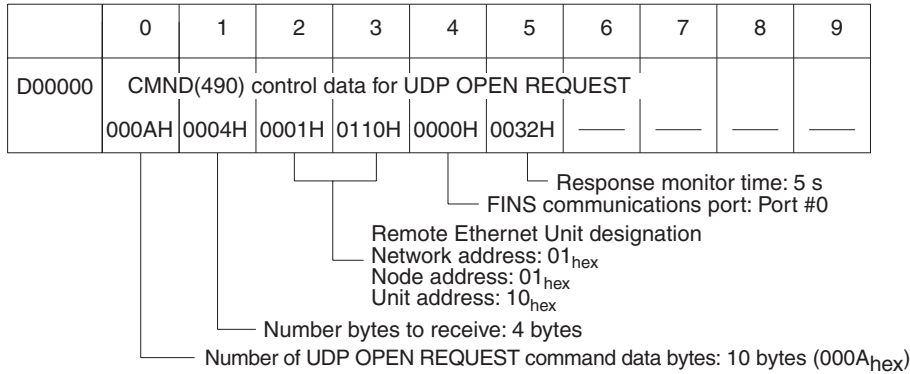 0 1 2 3 4 5 6 7 8 9
D00000 CMND(490) control data for UDP OPEN REQUEST
000AH 0004H 0001H 0110H 0000H 0032H
Response monitor time: 5 s
FINS communications port: Port #0
Remote Ethernet Unit designation
Network address: 01hex
Node address: 01hex
Unit address: 10hex
Number bytes to receive: 4 bytes
Number of UDP OPEN REQUEST command data bytes: 10 bytes (000Ahex)